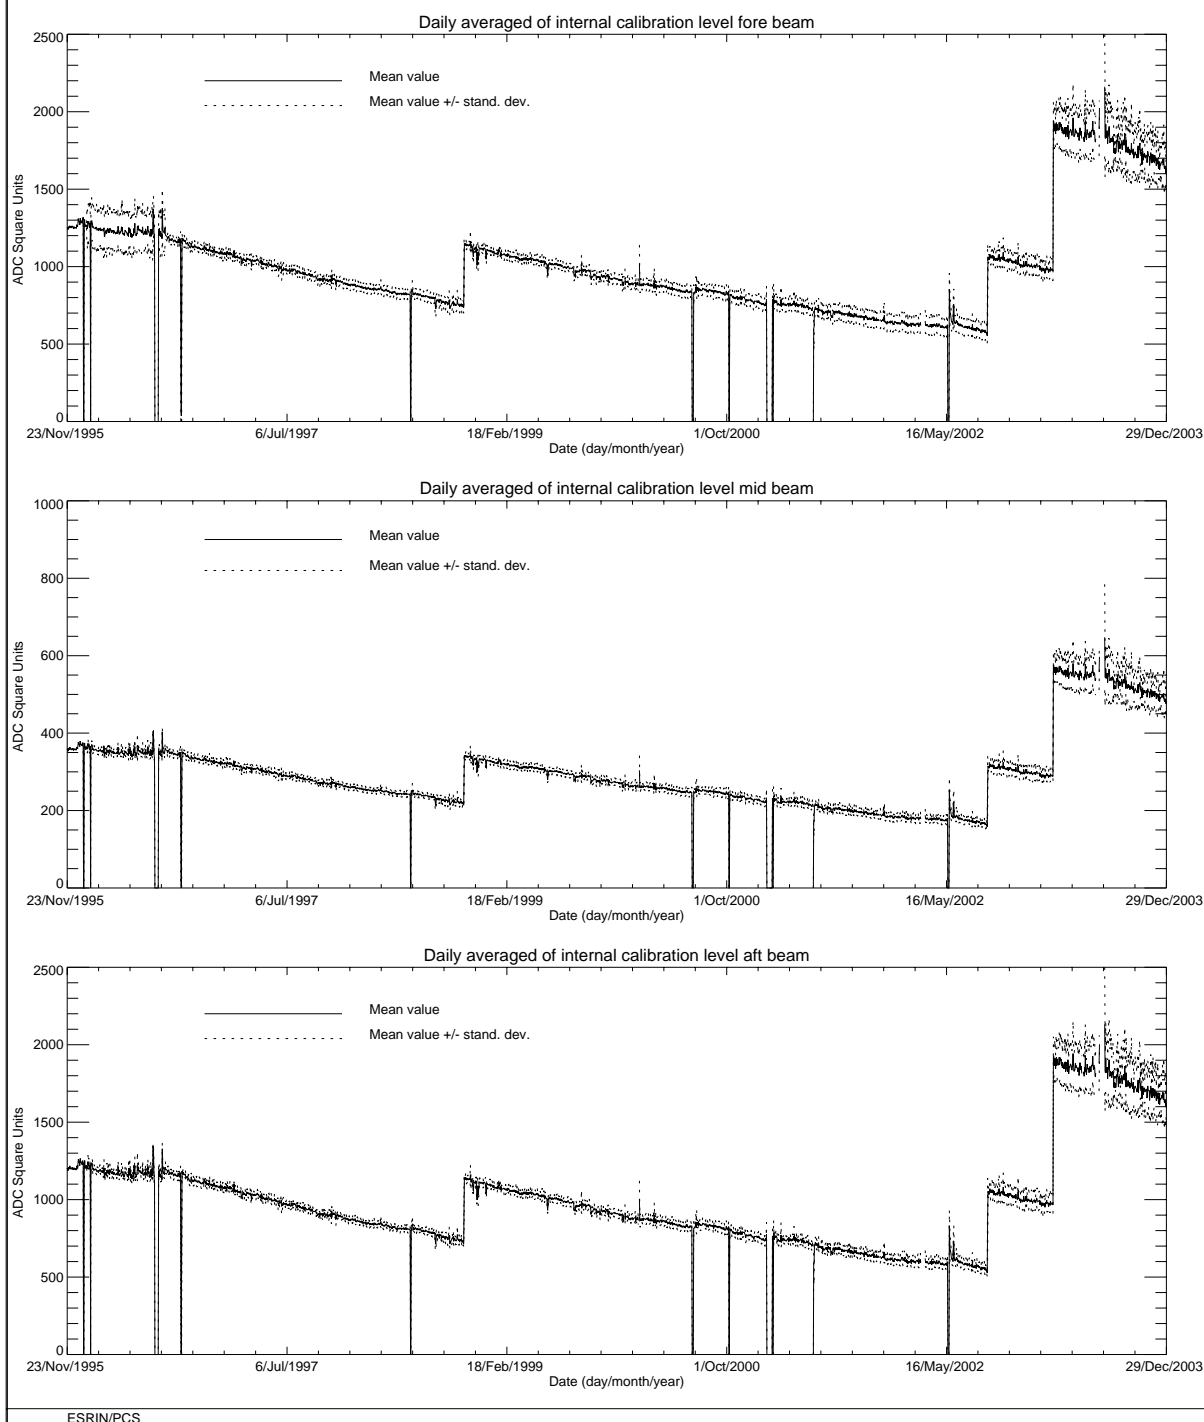 Daily averaged of internal calibration level fore beam
2500
2000
1500
1000
500
0
ADC Square Units
Mean value
Mean value +/- stand. dev.
23/Nov/1995 6/Jul/1997 18/Feb/1999 1/Oct/2000 16/May/2002 29/Dec/2003
Date (day/month/year)
Daily averaged of internal calibration level mid beam
1000
800
600
400
200
0
ADC Square Units
Mean value
Mean value +/- stand. dev.
23/Nov/1995 6/Jul/1997 18/Feb/1999 1/Oct/2000 16/May/2002 29/Dec/2003
Date (day/month/year)
Daily averaged of internal calibration level aft beam
2500
2000
1500
1000
500
0
ADC Square Units
Mean value
Mean value +/- stand. dev.
23/Nov/1995 6/Jul/1997 18/Feb/1999 1/Oct/2000 16/May/2002 29/Dec/2003
Date (day/month/year)
ESRIN/PCS